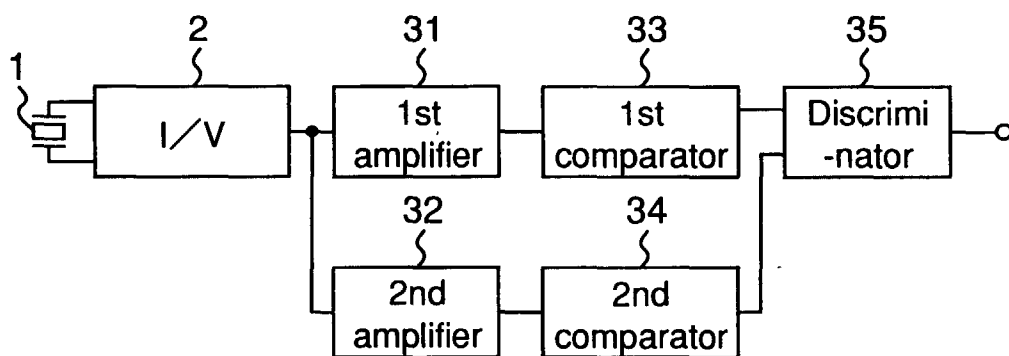 2
31
33
35
1
I/V
1st
amplifier
1st
comparator
Discrimi
-nator
32
34
2nd
amplifier
2nd
comparator